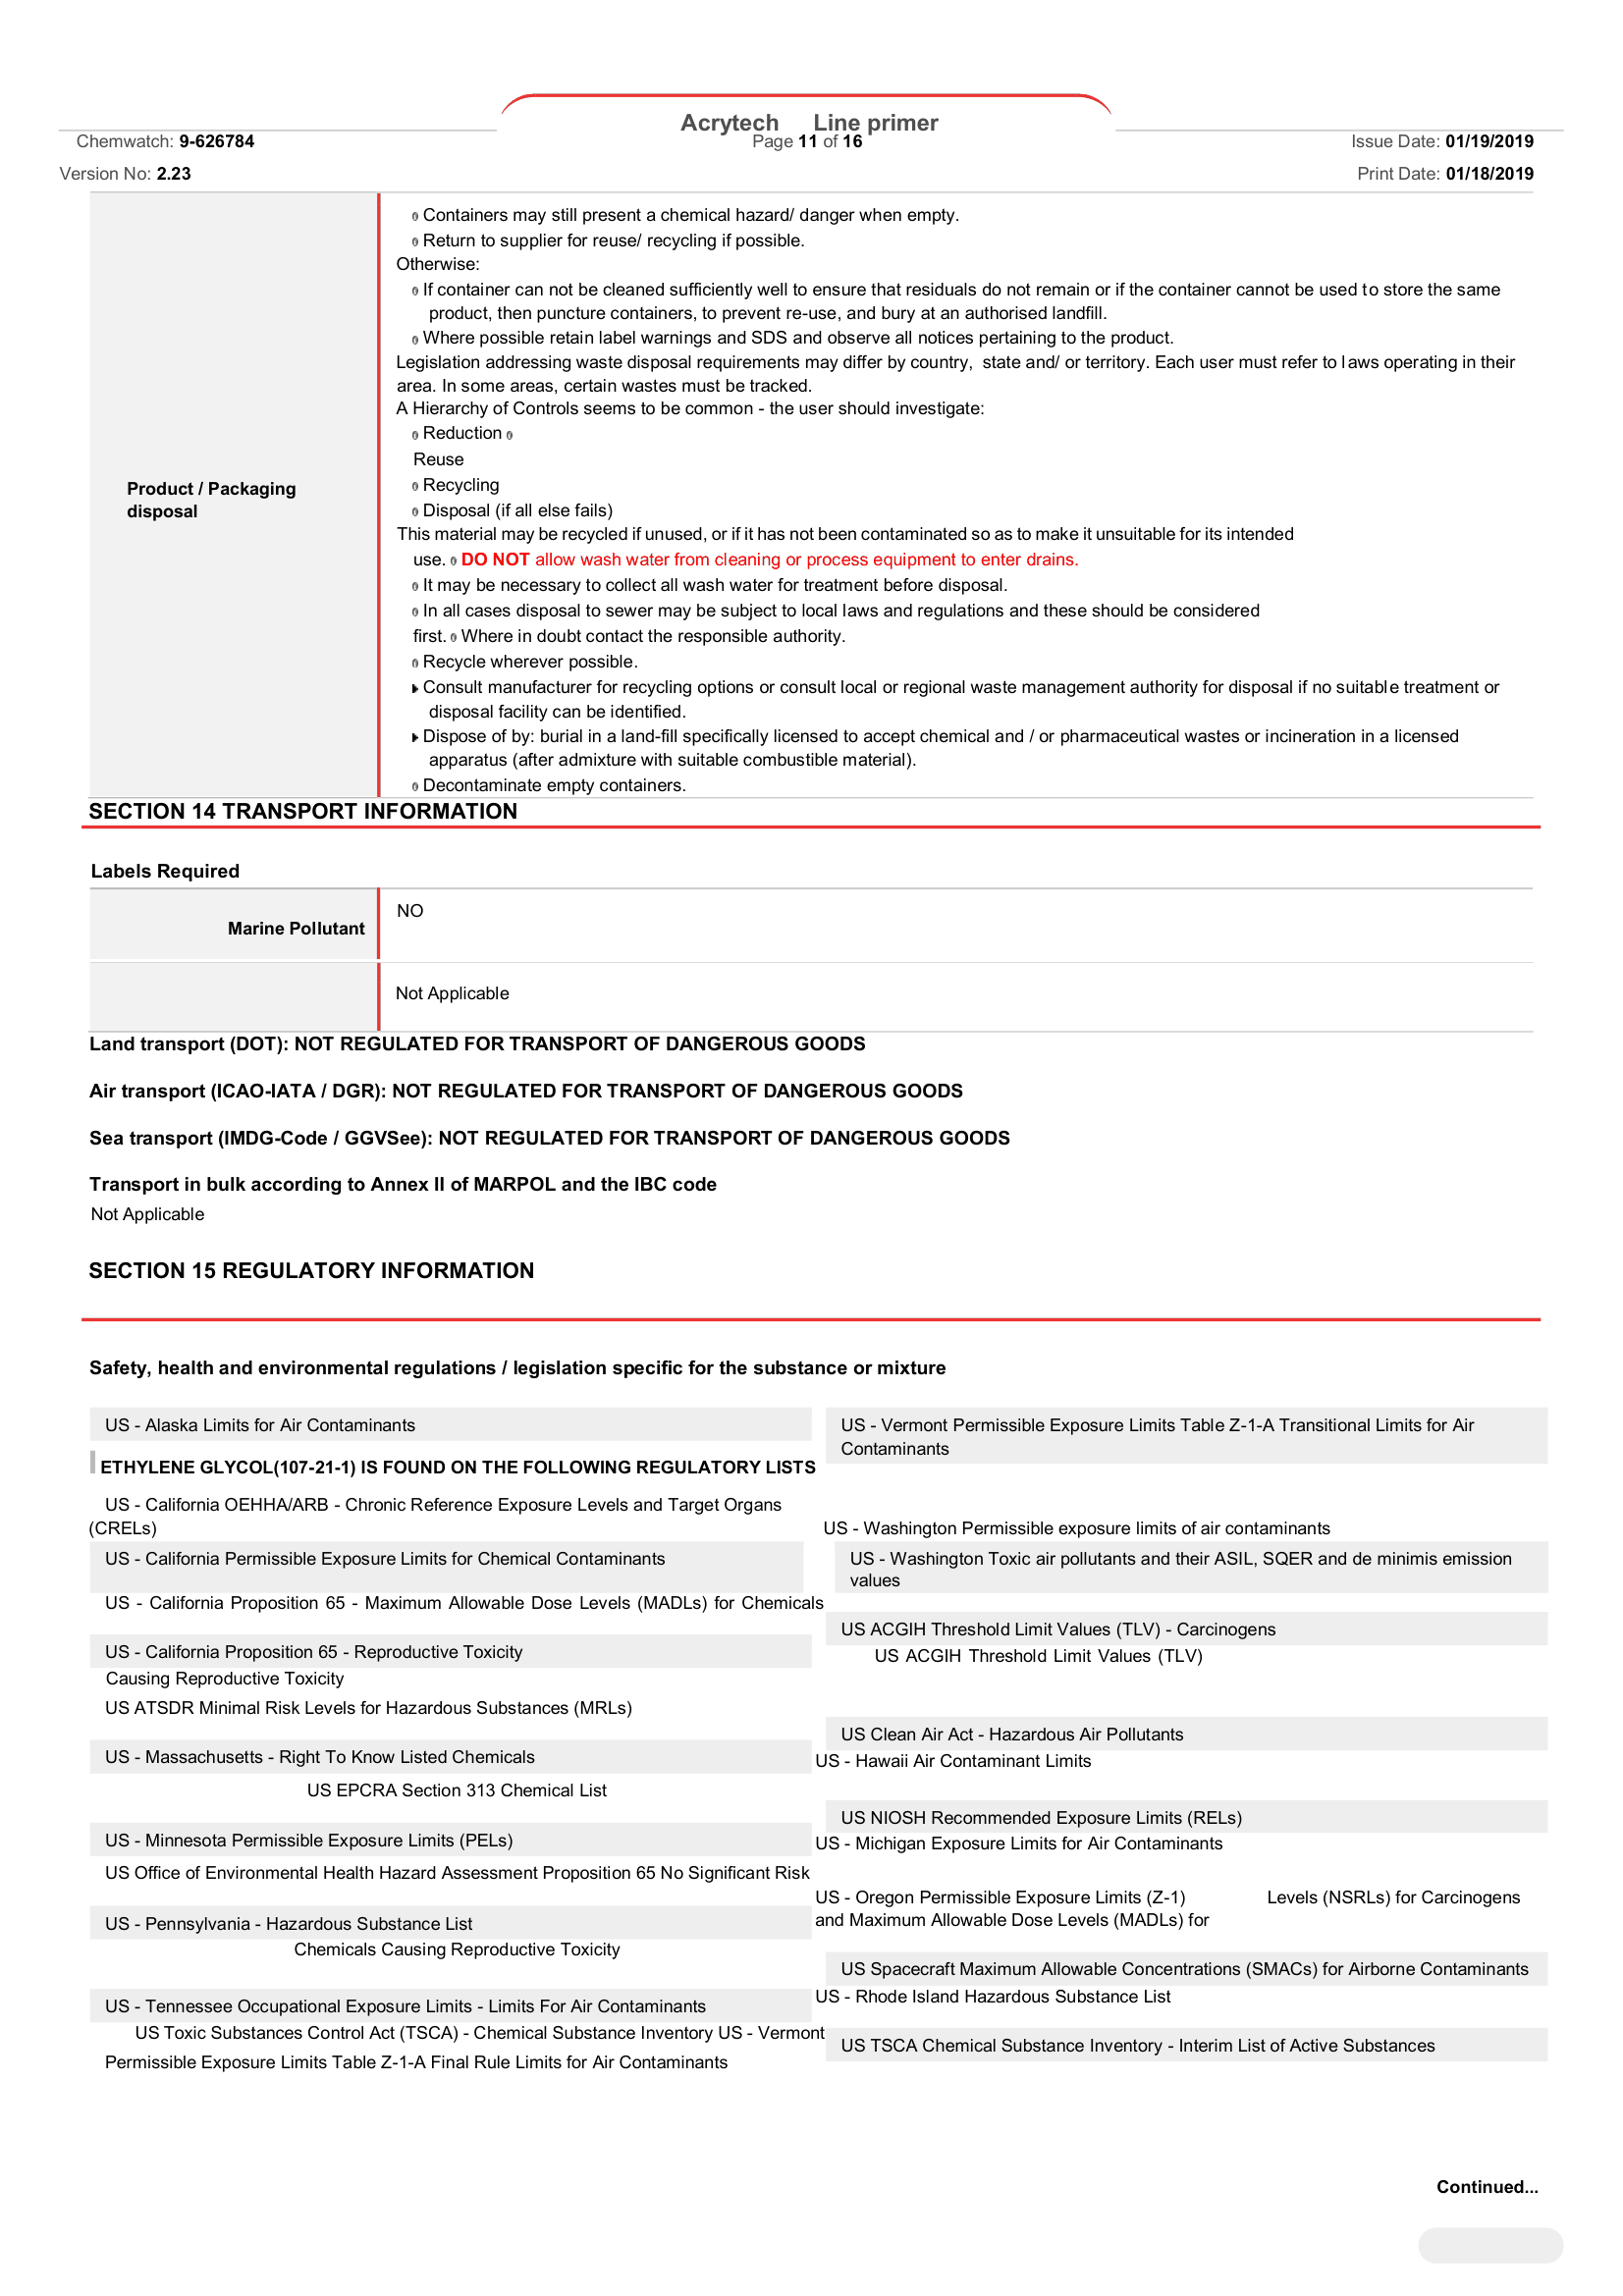 Acrytech Line primer
Chemwatch: 9-626784
Page 11 of 16
Issue Date: 01/19/2019
Version No: 2.23
Print Date: 01/18/2019
Product / Packaging
disposal
Containers may still present a chemical hazard/ danger when empty.
Return to supplier for reuse/ recycling if possible.
Otherwise:
If container can not be cleaned sufficiently well to ensure that residuals do not remain or if the container cannot be used to store the same
product, then puncture containers, to prevent re-use, and bury at an authorised landfill.
Where possible retain label warnings and SDS and observe all notices pertaining to the product.
Legislation addressing waste disposal requirements may differ by country, state and/ or territory. Each user must refer to laws operating in their
area. In some areas, certain wastes must be tracked.
A Hierarchy of Controls seems to be common - the user should investigate:
Reduction
Reuse
Recycling
Disposal (if all else fails)
This material may be recycled if unused, or if it has not been contaminated so as to make it unsuitable for its intended
use. DO NOT allow wash water from cleaning or process equipment to enter drains.
It may be necessary to collect all wash water for treatment before disposal.
In all cases disposal to sewer may be subject to local laws and regulations and these should be considered
first. Where in doubt contact the responsible authority.
Recycle wherever possible.
Consult manufacturer for recycling options or consult local or regional waste management authority for disposal if no suitable treatment or
disposal facility can be identified.
Dispose of by: burial in a land-fill specifically licensed to accept chemical and / or pharmaceutical wastes or incineration in a licensed
apparatus (after admixture with suitable combustible material).
Decontaminate empty containers.
SECTION 14 TRANSPORT INFORMATION
Labels Required
Marine Pollutant
NO
Not Applicable
Land transport (DOT): NOT REGULATED FOR TRANSPORT OF DANGEROUS GOODS
Air transport (ICAO-IATA / DGR): NOT REGULATED FOR TRANSPORT OF DANGEROUS GOODS
Sea transport (IMDG-Code / GGVSee): NOT REGULATED FOR TRANSPORT OF DANGEROUS GOODS
Transport in bulk according to Annex II of MARPOL and the IBC code
Not Applicable
SECTION 15 REGULATORY INFORMATION
Safety, health and environmental regulations / legislation specific for the substance or mixture
US - Alaska Limits for Air Contaminants
US - Vermont Permissible Exposure Limits Table Z-1-A Transitional Limits for Air
Contaminants
ETHYLENE GLYCOL(107-21-1) IS FOUND ON THE FOLLOWING REGULATORY LISTS
US - California OEHHA/ARB - Chronic Reference Exposure Levels and Target Organs
(CRELs)
US - Washington Permissible exposure limits of air contaminants
US - California Permissible Exposure Limits for Chemical Contaminants
US - Washington Toxic air pollutants and their ASIL, SQER and de minimis emission
values
US - California Proposition 65 - Maximum Allowable Dose Levels (MADLs) for Chemicals
US ACGIH Threshold Limit Values (TLV) - Carcinogens
US - California Proposition 65 - Reproductive Toxicity
US ACGIH Threshold Limit Values (TLV)
Causing Reproductive Toxicity
US ATSDR Minimal Risk Levels for Hazardous Substances (MRLs)
US Clean Air Act - Hazardous Air Pollutants
US - Massachusetts - Right To Know Listed Chemicals
US - Hawaii Air Contaminant Limits
US EPCRA Section 313 Chemical List
US NIOSH Recommended Exposure Limits (RELs)
US - Minnesota Permissible Exposure Limits (PELs)
US - Michigan Exposure Limits for Air Contaminants
US Office of Environmental Health Hazard Assessment Proposition 65 No Significant Risk
US - Oregon Permissible Exposure Limits (Z-1) Levels (NSRLs) for Carcinogens
and Maximum Allowable Dose Levels (MADLs) for
US - Pennsylvania - Hazardous Substance List
Chemicals Causing Reproductive Toxicity
US Spacecraft Maximum Allowable Concentrations (SMACs) for Airborne Contaminants
US - Rhode Island Hazardous Substance List
US - Tennessee Occupational Exposure Limits - Limits For Air Contaminants
US Toxic Substances Control Act (TSCA) - Chemical Substance Inventory US - Vermont
US TSCA Chemical Substance Inventory - Interim List of Active Substances
Permissible Exposure Limits Table Z-1-A Final Rule Limits for Air Contaminants
Continued...